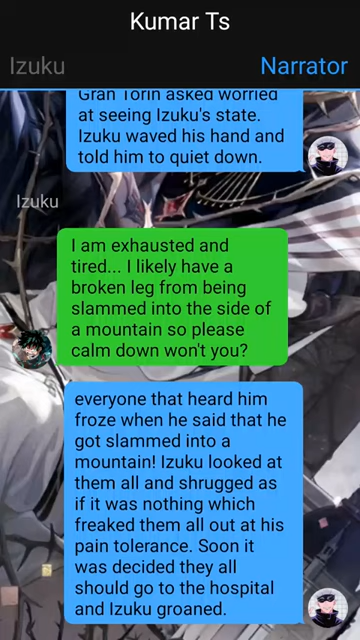 Kumar Ts
Izuku
Narrator
Gran Torin asked worried
at seeing Izuku's state.
Izuku waved his hand and
told him to quiet down.
Izuku
I am exhausted and
tired... I likely have a
broken leg from being
slammed into the side of
a mountain so please
calm down won't you?
everyone that heard him
froze when he said that he
got slammed into a
mountain! Izuku looked at
them all and shrugged as
if it was nothing which
freaked them all out at his
pain tolerance. Soon it
was decided they all
should go to the hospital
and Izuku groaned.